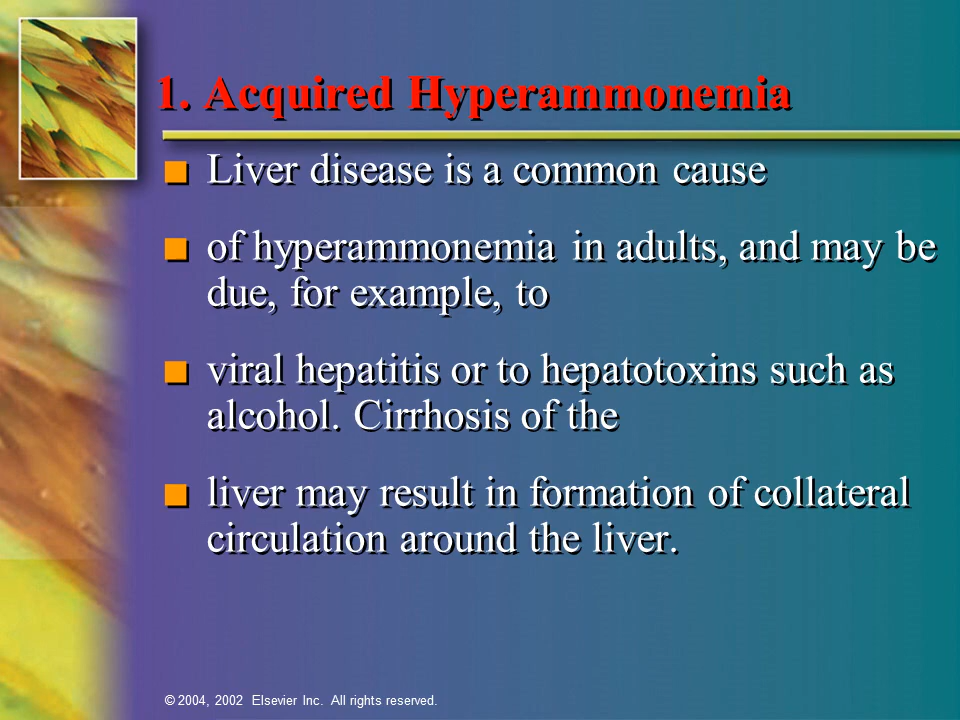 1. Acquired Hyperammonemia
Liver disease is a common cause
of hyperammonemia in adults, and may be
due, for example, to
viral hepatitis or to hepatotoxins such as
alcohol. Cirrhosis of the
liver may result in formation of collateral
circulation around the liver.
© 2004, 2002 Elsevier Inc. All rights reserved.